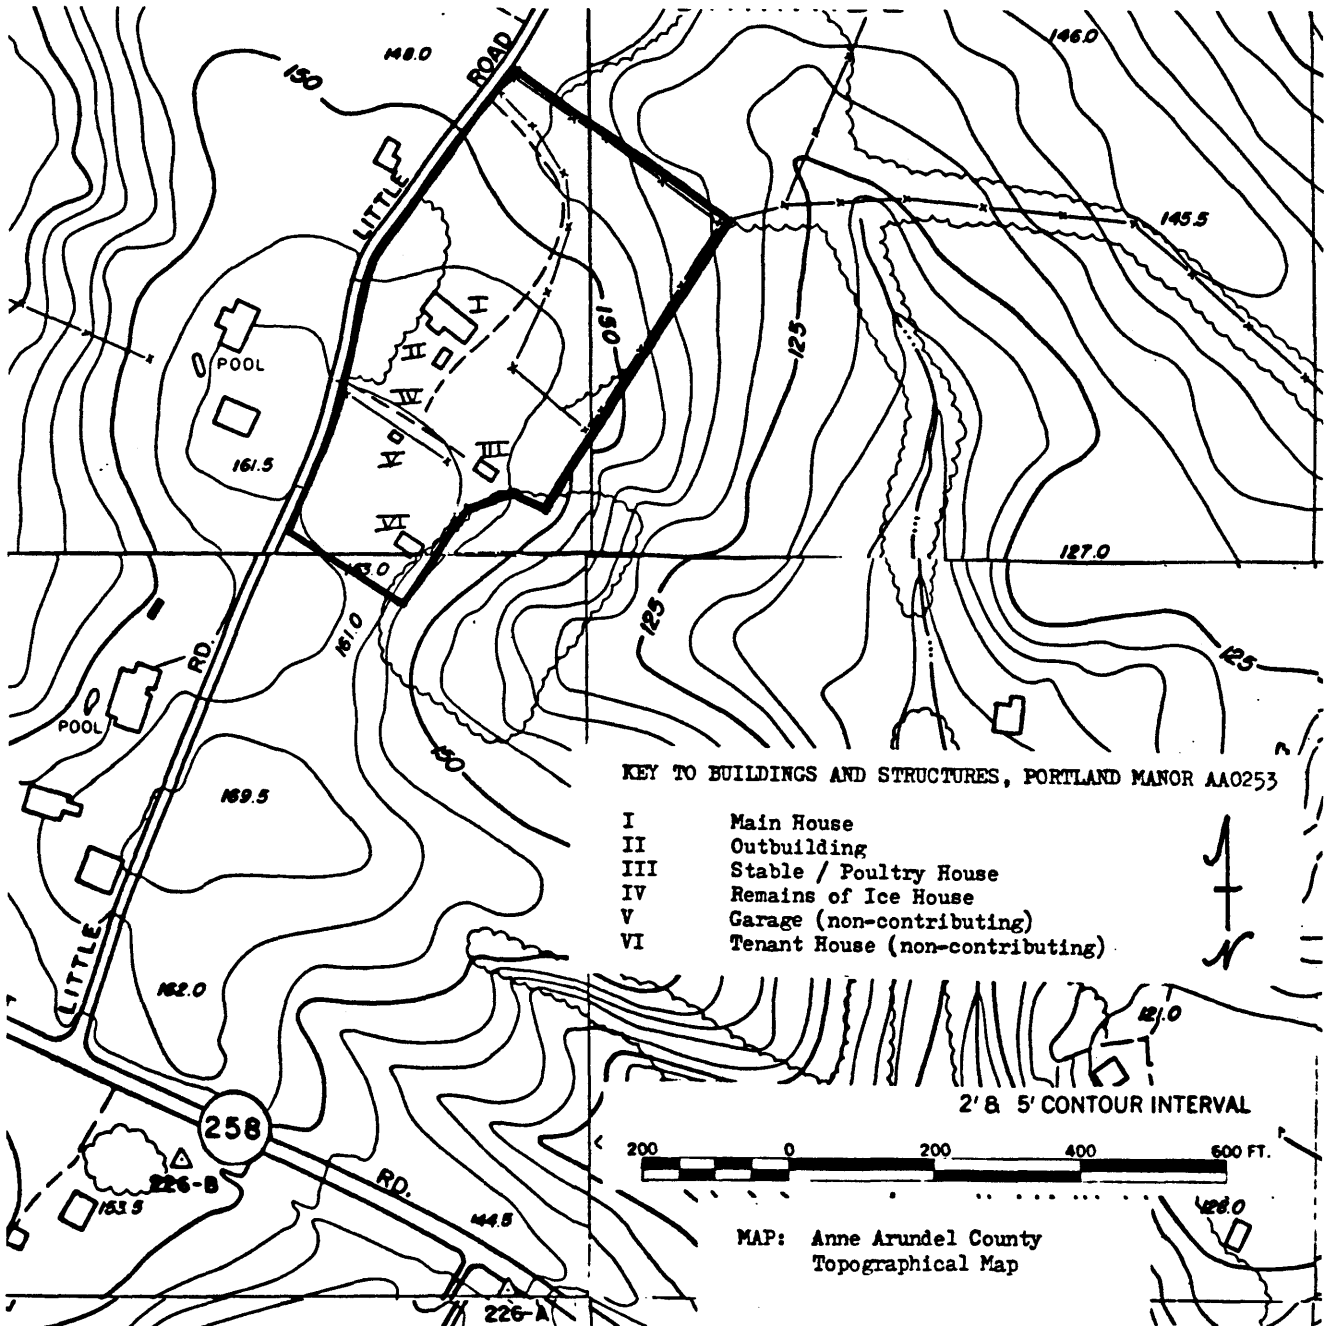 148.0
146.0
150
ROAD
LITTLE
145.5
I
150
125
II
POOL
IV
III
V
161.5
VI
127.0
163.0
125
161.0
125
RD.
POOL
150
KEY TO BUILDINGS AND STRUCTURES, PORTLAND MANOR AA0253
I Main House
II Outbuilding
III Stable / Poultry House
IV Remains of Ice House
V Garage (non-contributing)
VI Tenant House (non-contributing)
N
169.5
LITTLE
162.0
121.0
2' & 5' CONTOUR INTERVAL
258
200 0 200 400 600 FT.
226-B
RD.
153.5
144.5
128.0
MAP: Anne Arundel County
Topographical Map
226-A